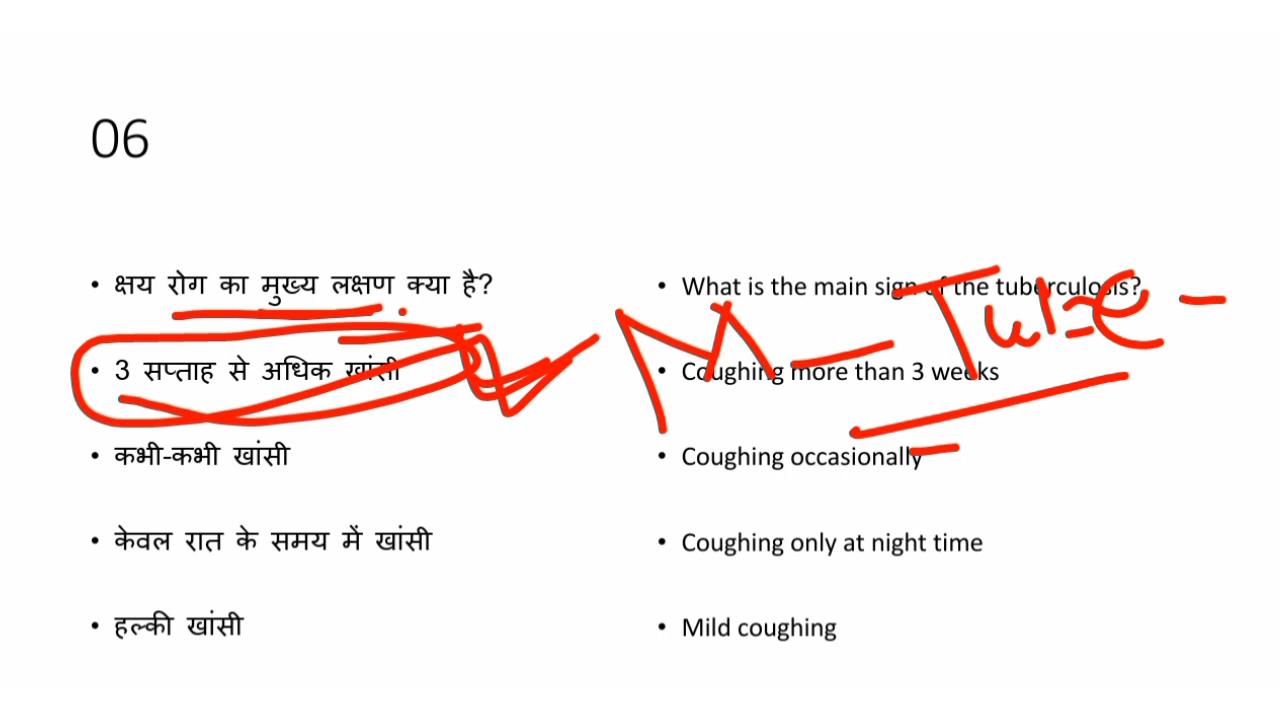 06
• क्षय रोग का मुख्य लक्षण क्या है?
• 3 सप्ताह से अधिक खांसी
• कभी-कभी खांसी
• केवल रात के समय में खांसी
• हल्की खांसी
• What is the main sign of the tuberculosis?
• Coughing more than 3 weeks
• Coughing occasionally
• Coughing only at night time
• Mild coughing
M - Tube -